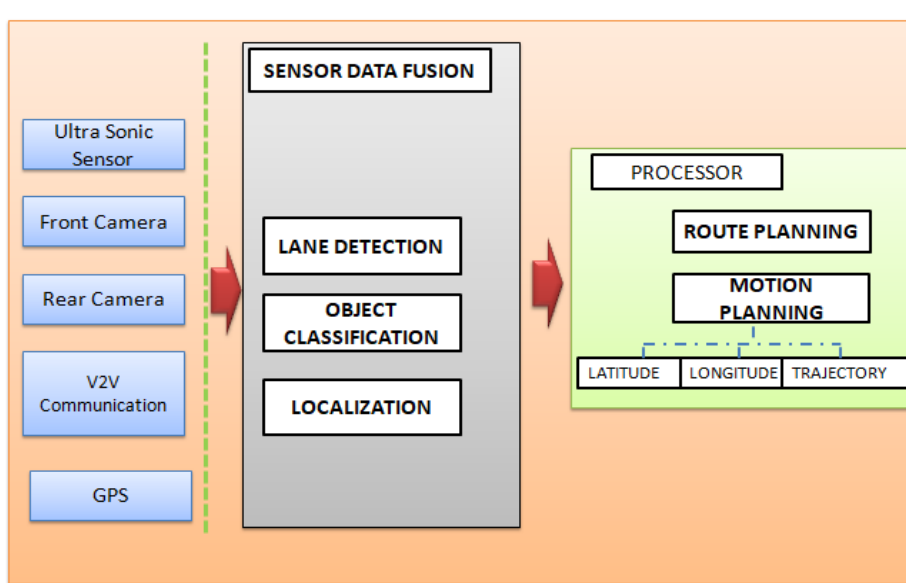 Ultra Sonic
Sensor
Front Camera
Rear Camera
V2V
Communication
GPS
SENSOR DATA FUSION
LANE DETECTION
OBJECT
CLASSIFICATION
LOCALIZATION
PROCESSOR
ROUTE PLANNING
MOTION
PLANNING
LATITUDE LONGITUDE TRAJECTORY